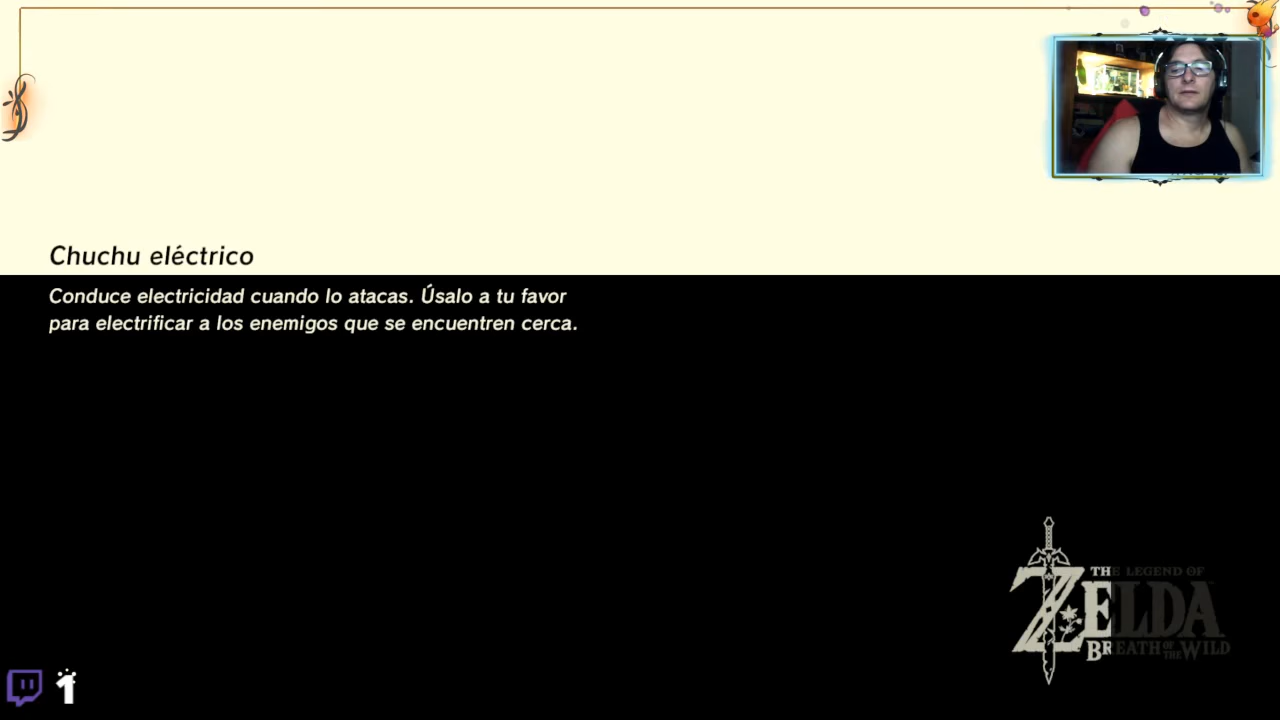 Chuchu eléctrico
Conduce electricidad cuando lo atacas. Úsalo a tu favor
para electrificar a los enemigos que se encuentren cerca.
THE LEGEND OF
ZELDA
BREATH OF THE WILD
1